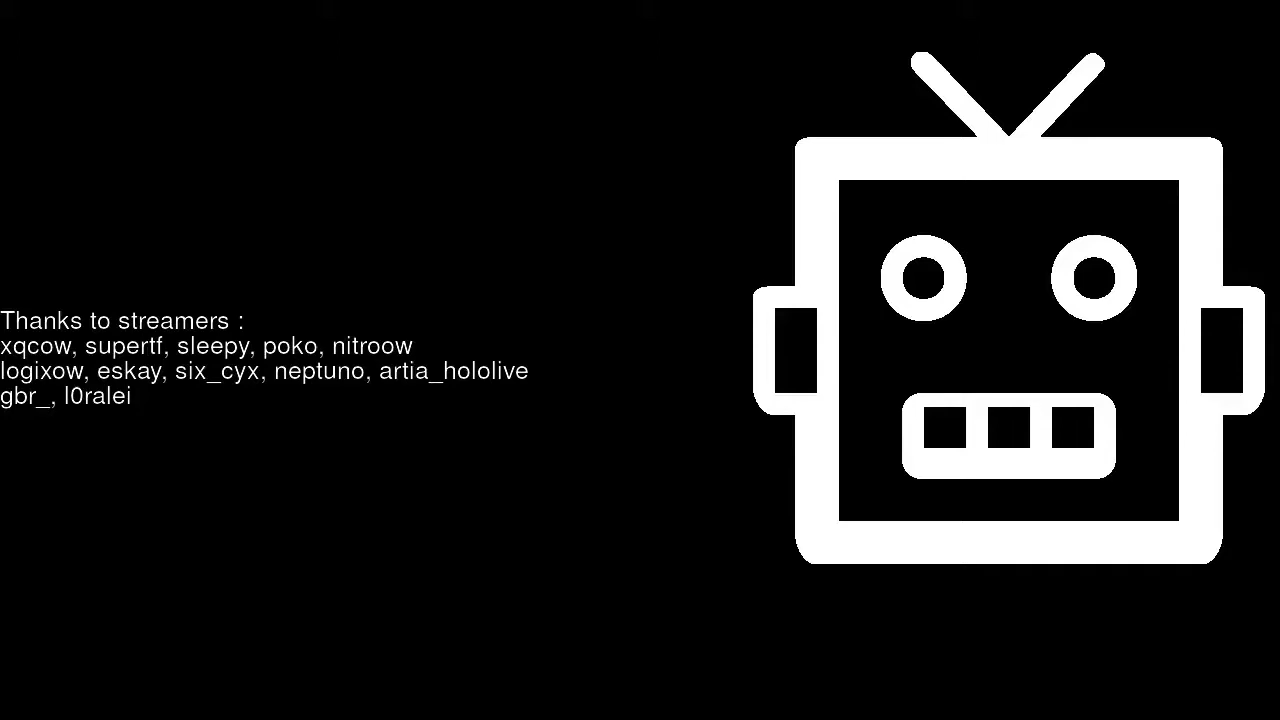 Thanks to streamers :
xqcow, supertf, sleepy, poko, nitroow
logixow, eskay, six_cyx, neptuno, artia_hololive
gbr_, l0ralei